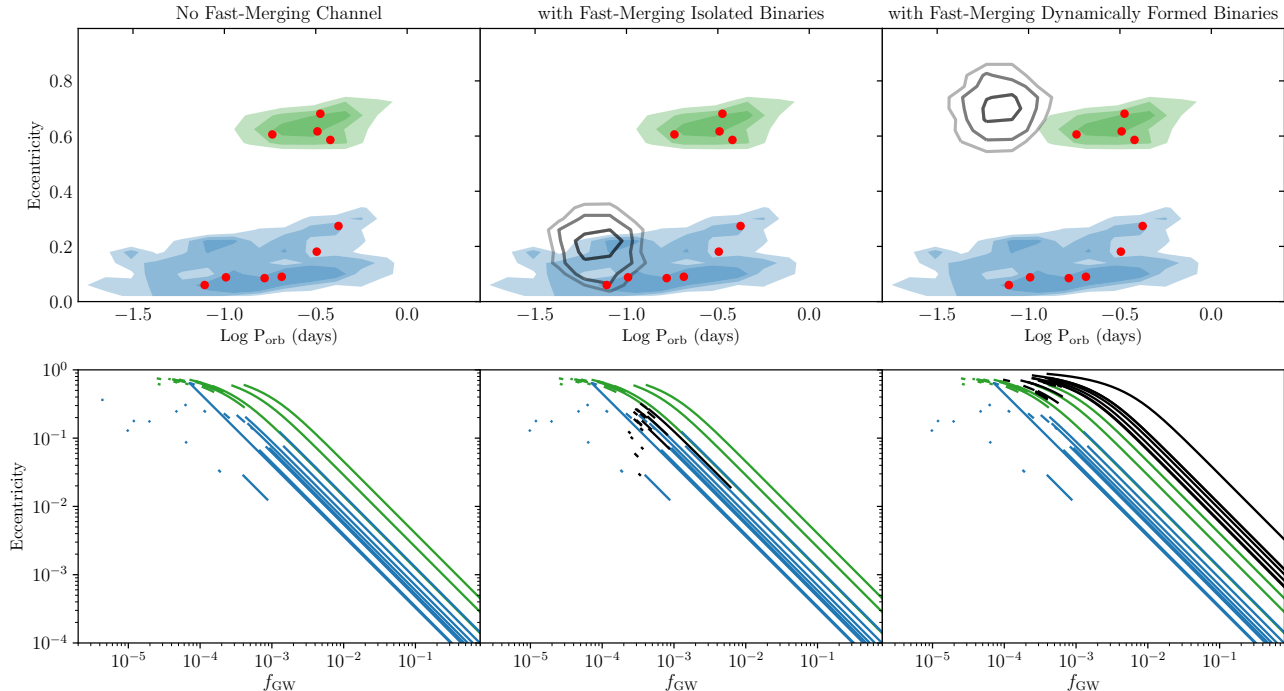 No Fast-Merging Channel
with Fast-Merging Isolated Binaries
with Fast-Merging Dynamically Formed Binaries
Eccentricity
0.8
0.6
0.4
0.2
0.0
−1.5 −1.0 −0.5 0.0
−1.5 −1.0 −0.5 0.0
−1.5 −1.0 −0.5 0.0
Log P_orb (days)
Log P_orb (days)
Log P_orb (days)
Eccentricity
10^0
10^−1
10^−2
10^−3
10^−4
10^−5 10^−4 10^−3 10^−2 10^−1
10^−5 10^−4 10^−3 10^−2 10^−1
10^−5 10^−4 10^−3 10^−2 10^−1
f_GW
f_GW
f_GW